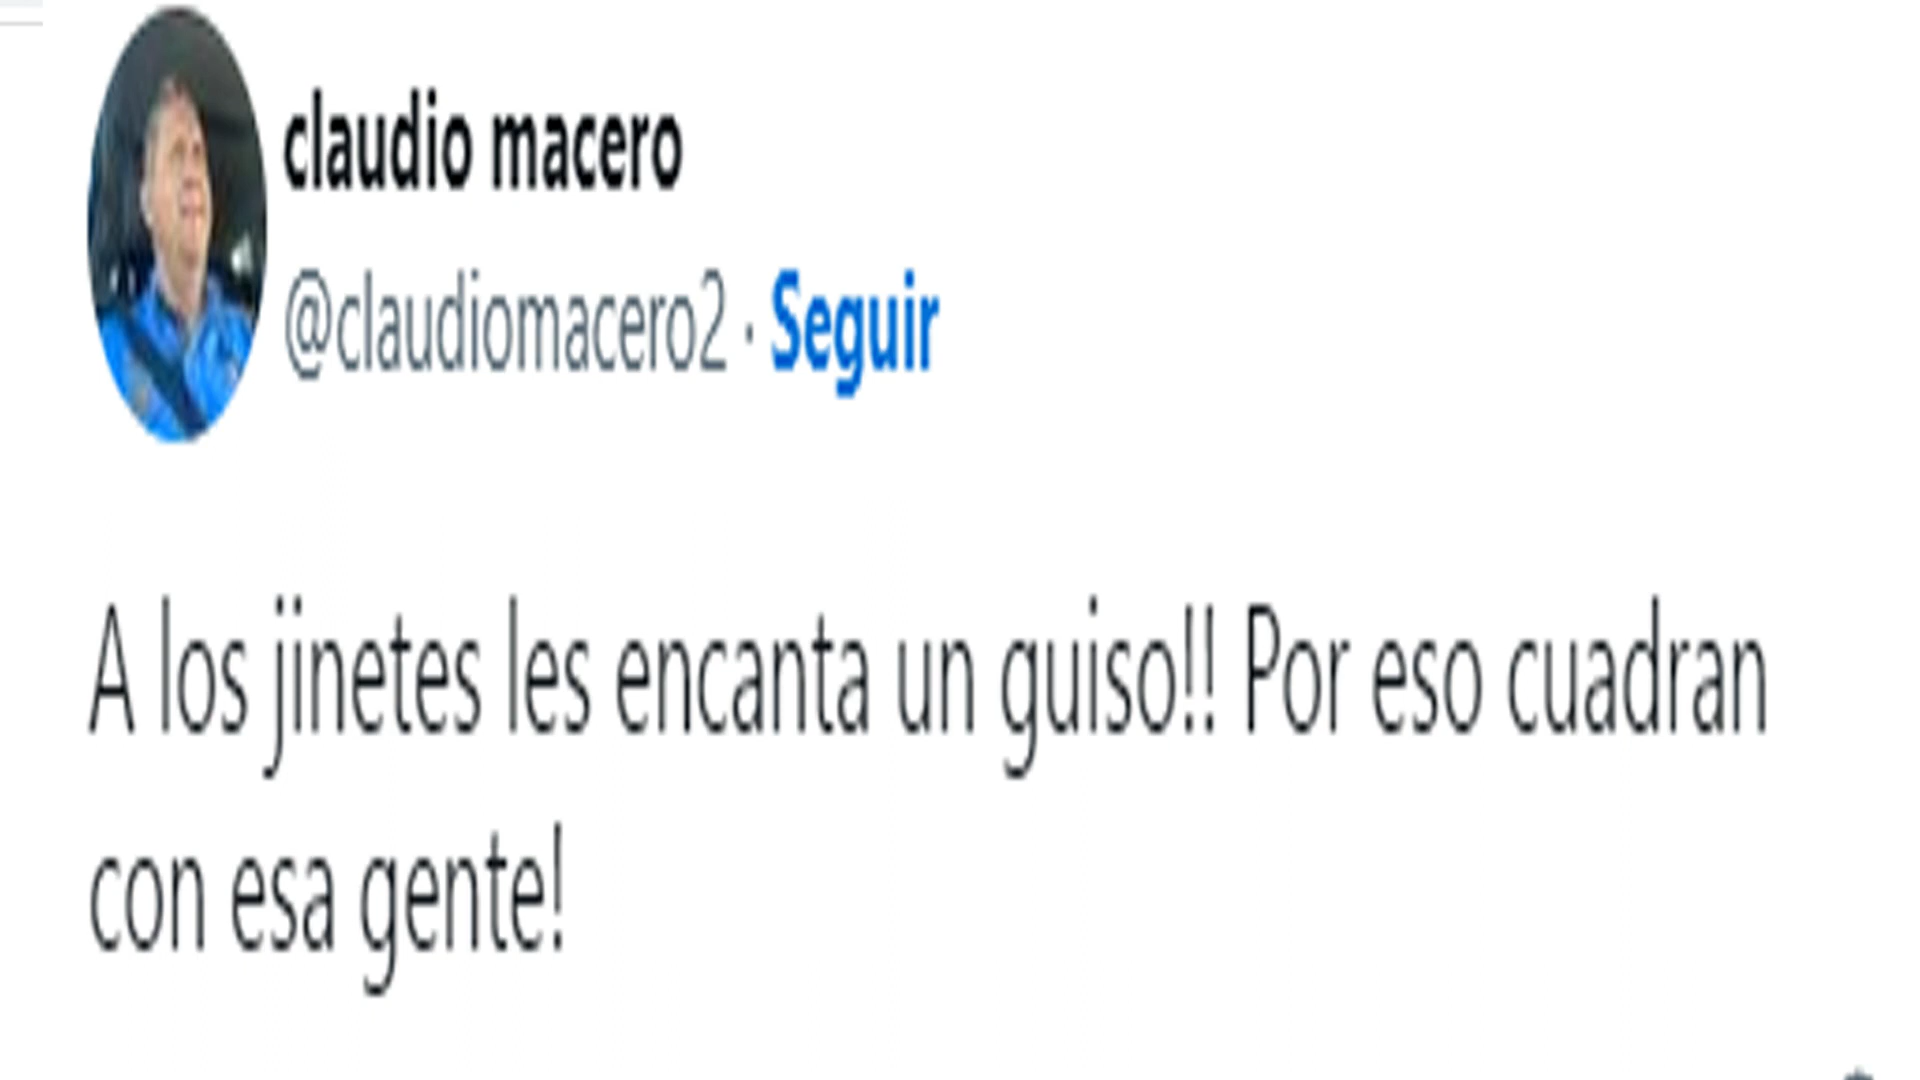 claudio macero
@claudiomacero2 · Seguir
A los jinetes les encanta un guiso!! Por eso cuadran
con esa gente!